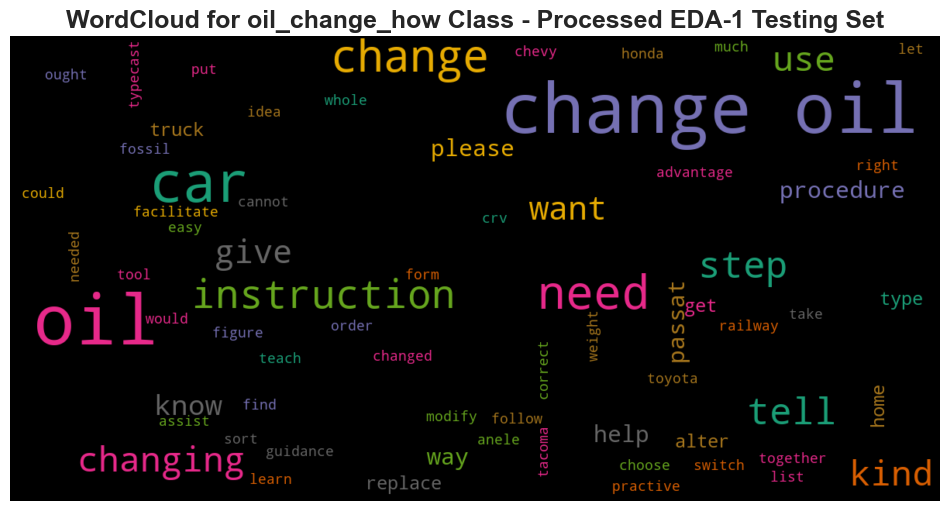 WordCloud for oil_change_how Class - Processed EDA-1 Testing Set
change
chevy
honda
much
let
ought
typecast
put
use
whole
idea
change oil
truck
fossil
please
advantage
right
car
could
facilitate
cannot
easy
want
procedure
crv
needed
give
tool
form
step
instruction
need
passat
get
type
oil
would
figure
order
weight
railway
take
teach
changed
correct
toyota
know
find
assist
modify
follow
tell
home
sort
guidance
anele
tacoma
help
alter
changing
way
learn
replace
choose
switch
together
list
practive
kind